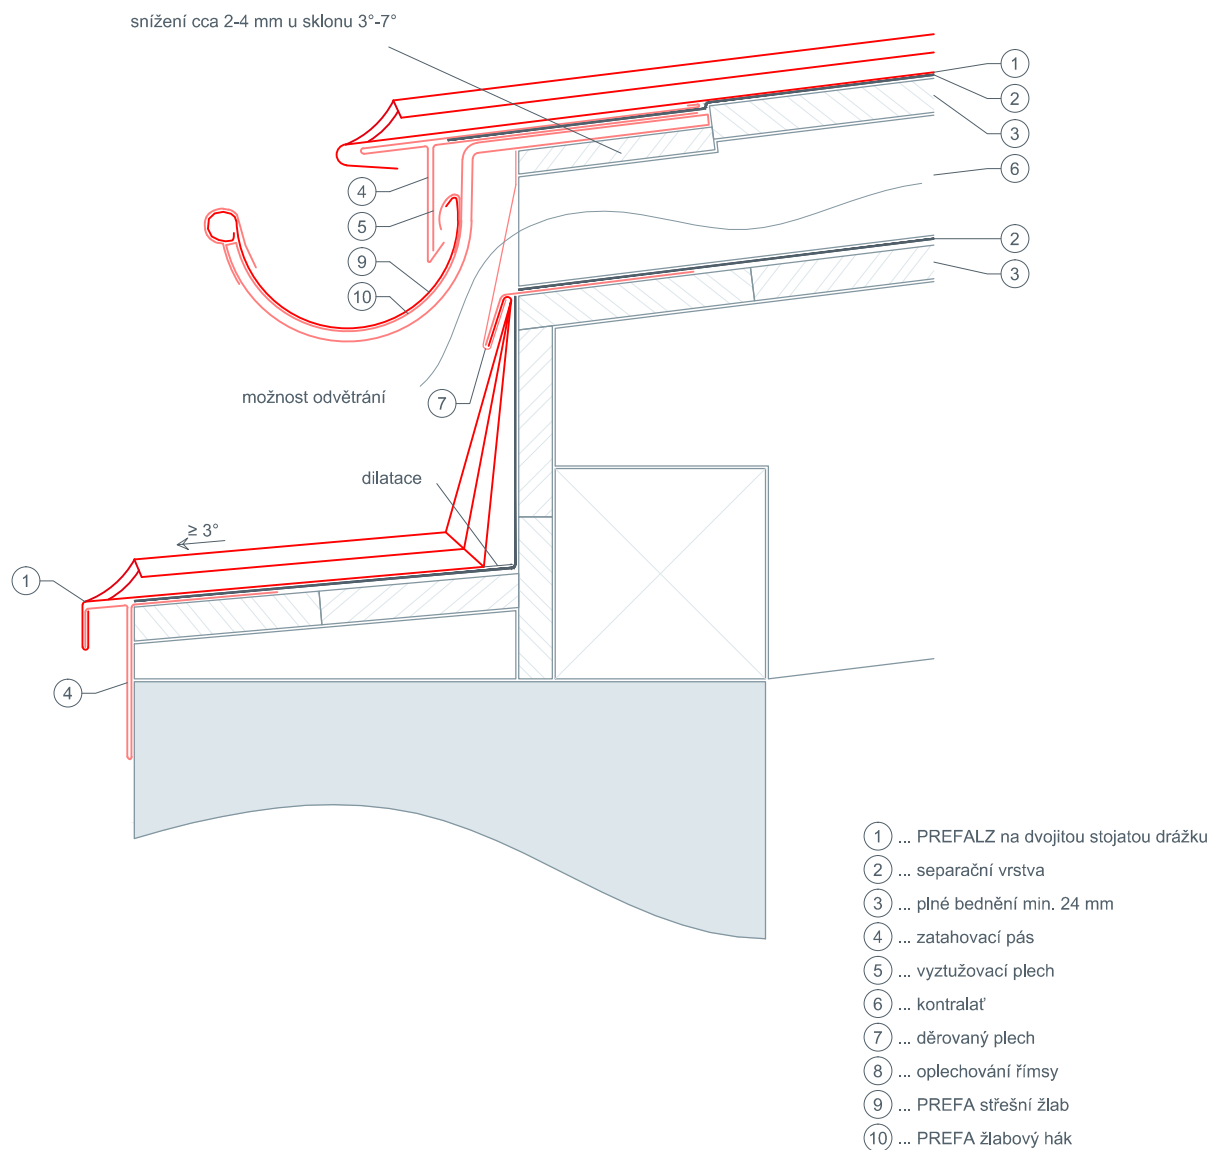 snížení cca 2-4 mm u sklonu 3°-7°
1
2
3
4
6
5
2
9
3
10
možnost odvětrání
7
dilatace
≥ 3°
1
4
1 ... PREFALZ na dvojitou stojatou drážku
2 ... separační vrstva
3 ... plné bednění min. 24 mm
4 ... zatahovací pás
5 ... vyztužovací plech
6 ... kontralať
7 ... děrovaný plech
8 ... oplechování římsy
9 ... PREFA střešní žlab
10 ... PREFA žlabový hák